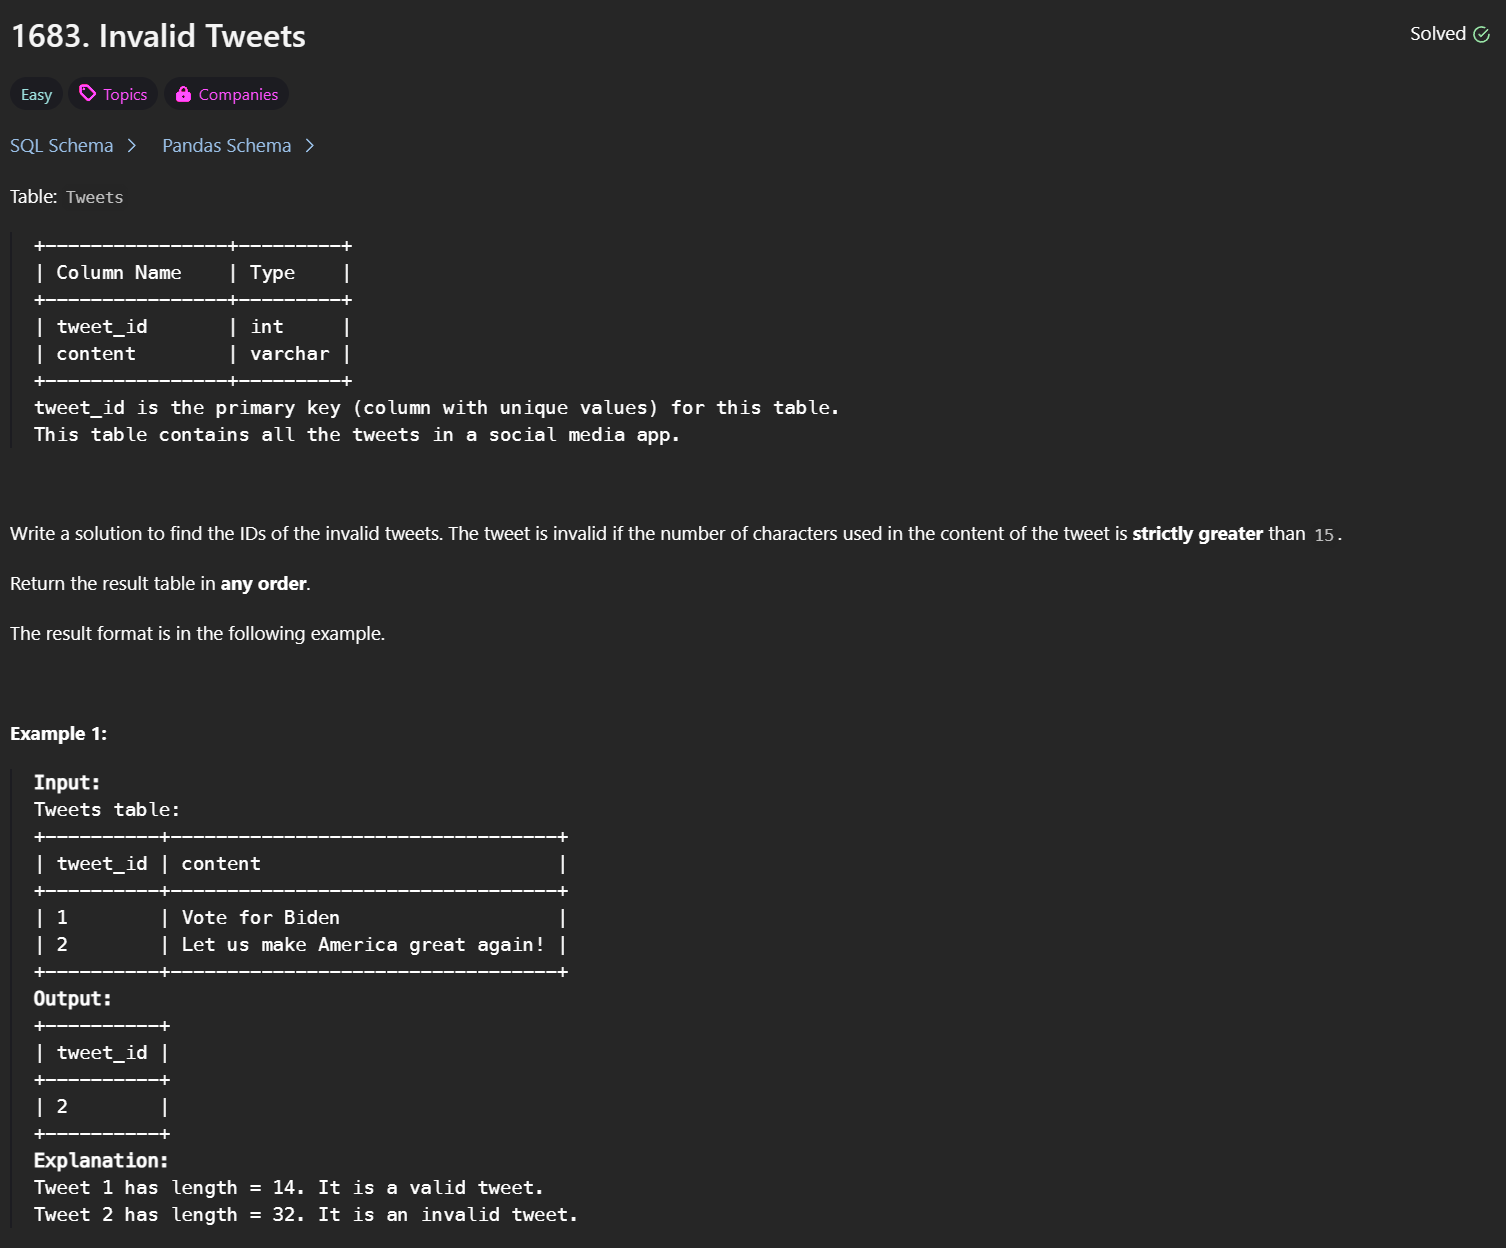 1683. Invalid Tweets
Solved
Easy Topics Companies
SQL Schema > Pandas Schema >
Table: Tweets
+----------------+---------+
| Column Name    | Type    |
+----------------+---------+
| tweet_id       | int     |
| content        | varchar |
+----------------+---------+
tweet_id is the primary key (column with unique values) for this table.
This table contains all the tweets in a social media app.
Write a solution to find the IDs of the invalid tweets. The tweet is invalid if the number of characters used in the content of the tweet is strictly greater than 15.
Return the result table in any order.
The result format is in the following example.
Example 1:
Input:
Tweets table:
+----------+----------------------------------+
| tweet_id | content                          |
+----------+----------------------------------+
| 1        | Vote for Biden                   |
| 2        | Let us make America great again! |
+----------+----------------------------------+
Output:
+----------+
| tweet_id |
+----------+
| 2        |
+----------+
Explanation:
Tweet 1 has length = 14. It is a valid tweet.
Tweet 2 has length = 32. It is an invalid tweet.